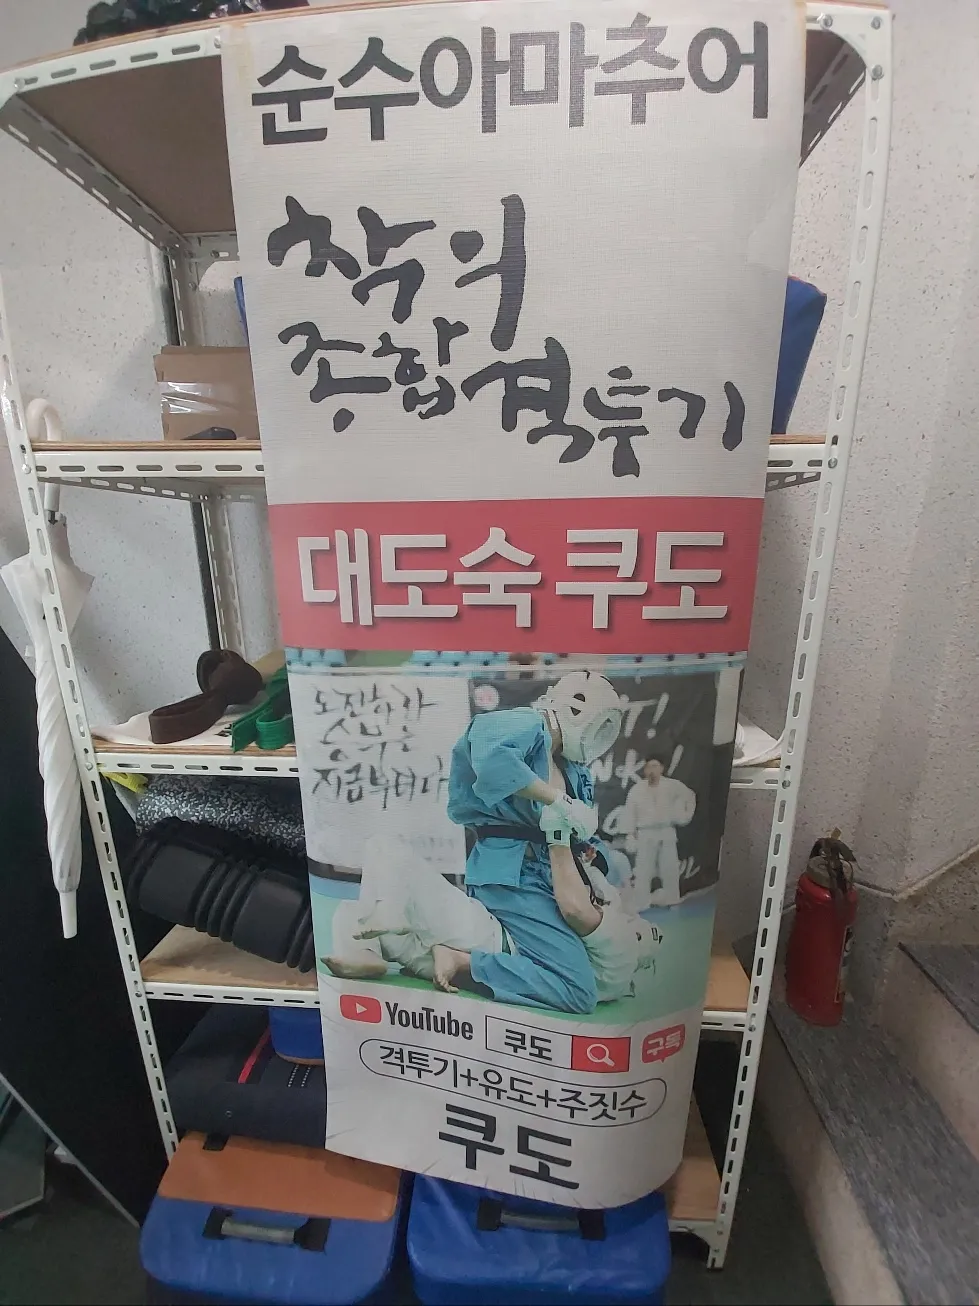 순수아마추어
착의
종합격투기
대도숙 쿠도
도전하라
승부는
지금부터다
YouTube 쿠도 구독
격투기+유도+주짓수
쿠도